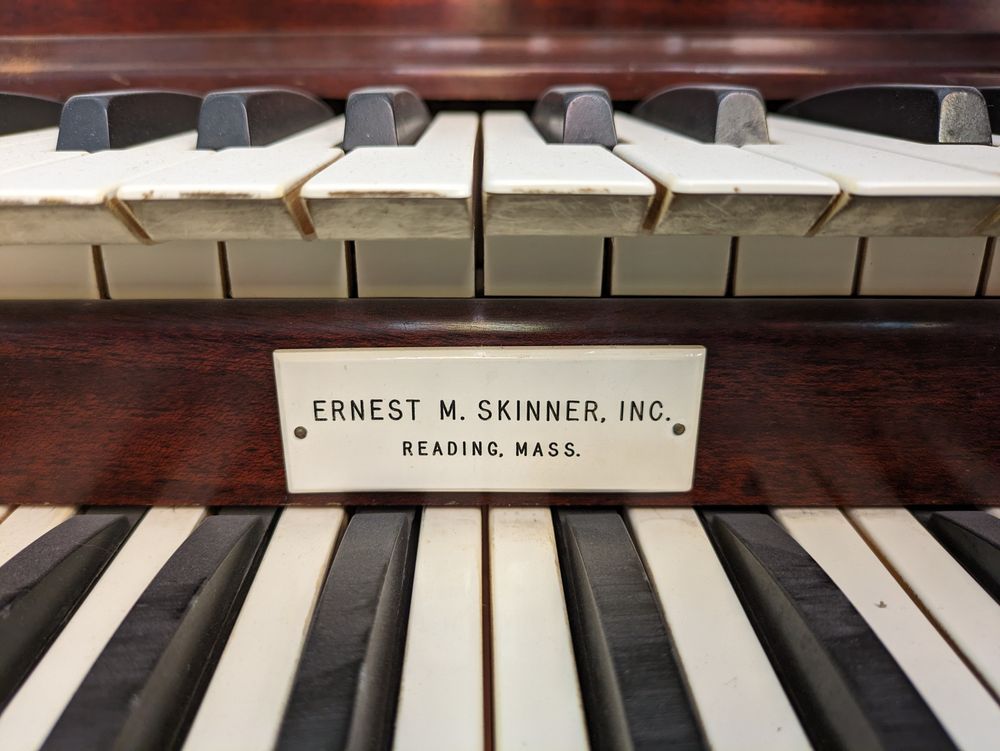 ERNEST M. SKINNER, INC.
READING, MASS.